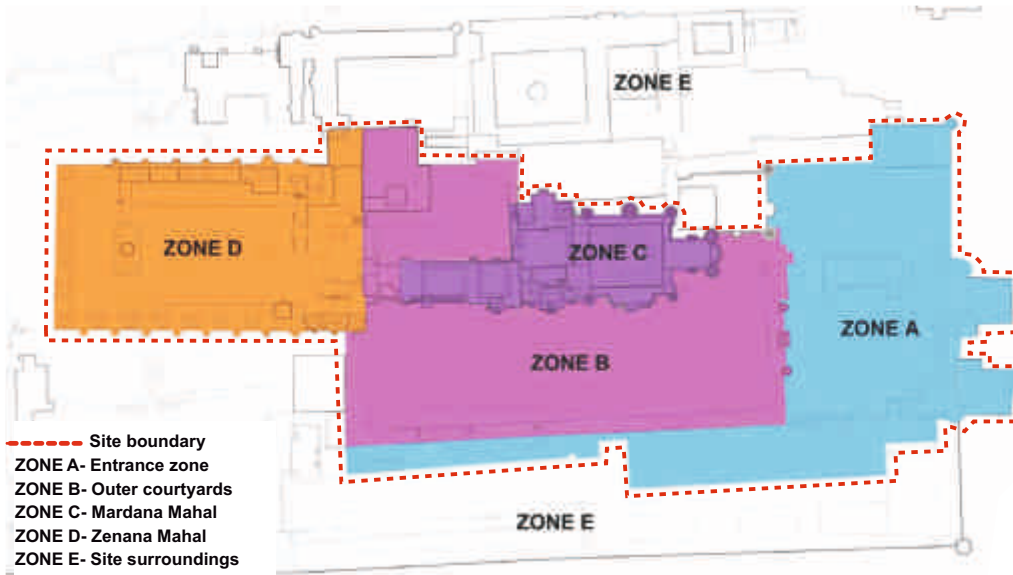 ZONE E
ZONE D
ZONE C
ZONE A
ZONE B
Site boundary
ZONE A- Entrance zone
ZONE B- Outer courtyards
ZONE C- Mardana Mahal
ZONE D- Zenana Mahal
ZONE E- Site surroundings
ZONE E